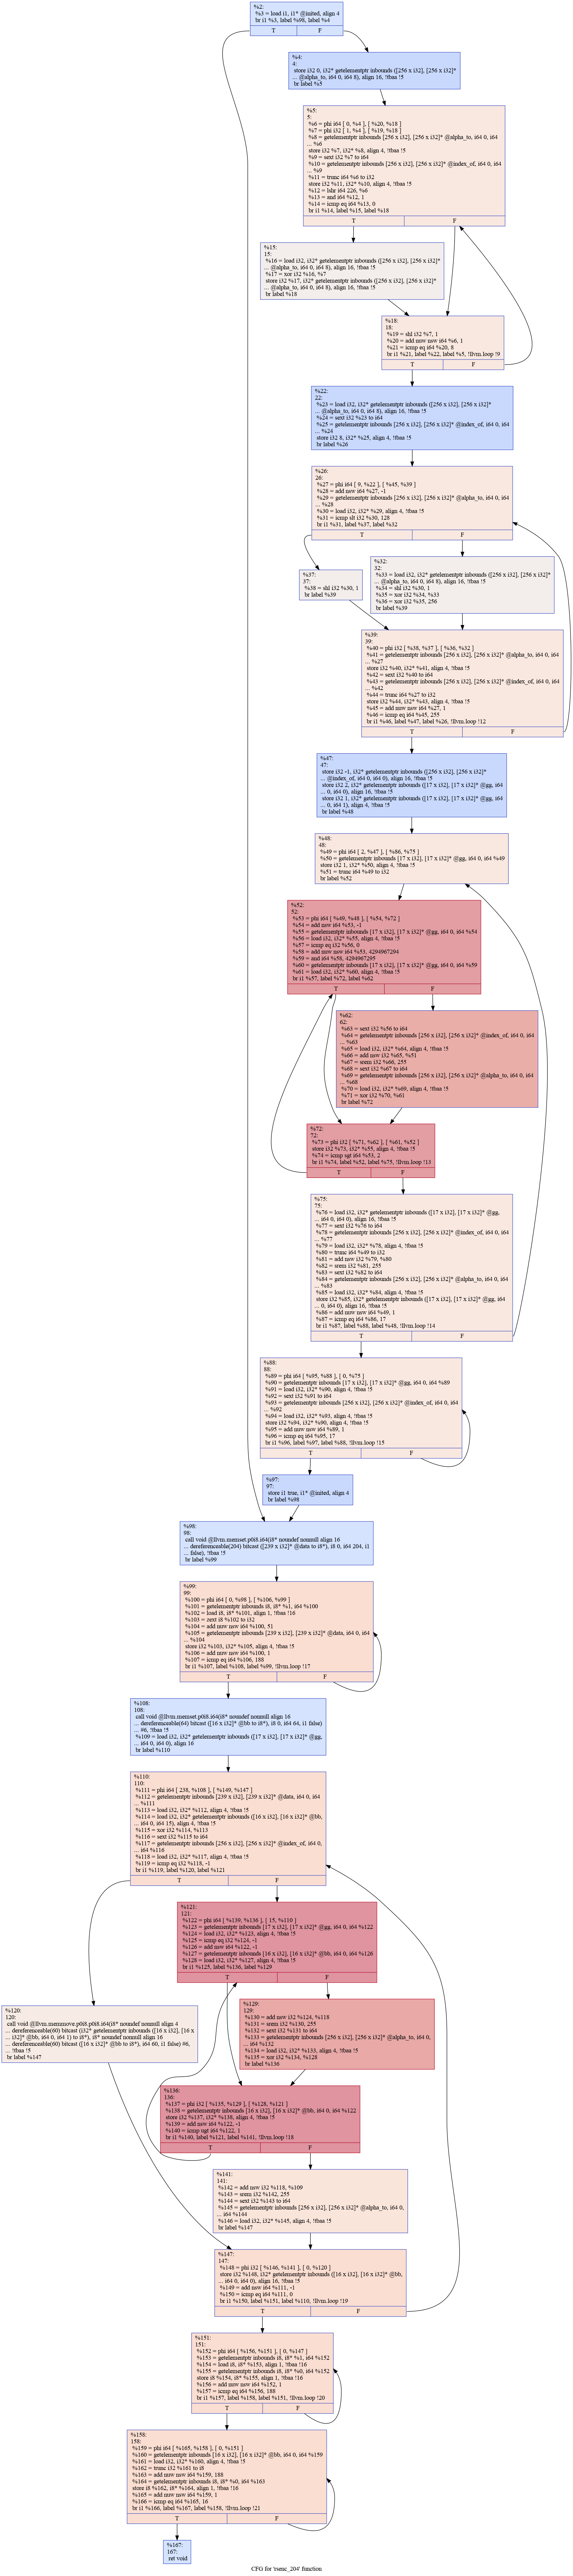 %2:
%3 = load i1, i1* @inited, align 4
br i1 %3, label %98, label %4
T F
%4:
4:
store i32 0, i32* getelementptr inbounds ([256 x i32], [256 x i32]*
... @alpha_to, i64 0, i64 8), align 16, !tbaa !5
br label %5
%5:
5:
%6 = phi i64 [ 0, %4 ], [ %20, %18 ]
%7 = phi i32 [ 1, %4 ], [ %19, %18 ]
%8 = getelementptr inbounds [256 x i32], [256 x i32]* @alpha_to, i64 0, i64
... %6
store i32 %7, i32* %8, align 4, !tbaa !5
%9 = sext i32 %7 to i64
%10 = getelementptr inbounds [256 x i32], [256 x i32]* @index_of, i64 0, i64
... %9
%11 = trunc i64 %6 to i32
store i32 %11, i32* %10, align 4, !tbaa !5
%12 = lshr i64 226, %6
%13 = and i64 %12, 1
%14 = icmp eq i64 %13, 0
br i1 %14, label %15, label %18
T F
%15:
15:
%16 = load i32, i32* getelementptr inbounds ([256 x i32], [256 x i32]*
... @alpha_to, i64 0, i64 8), align 16, !tbaa !5
%17 = xor i32 %16, %7
store i32 %17, i32* getelementptr inbounds ([256 x i32], [256 x i32]*
... @alpha_to, i64 0, i64 8), align 16, !tbaa !5
br label %18
%18:
18:
%19 = shl i32 %7, 1
%20 = add nuw nsw i64 %6, 1
%21 = icmp eq i64 %20, 8
br i1 %21, label %22, label %5, !llvm.loop !9
T F
%22:
22:
%23 = load i32, i32* getelementptr inbounds ([256 x i32], [256 x i32]*
... @alpha_to, i64 0, i64 8), align 16, !tbaa !5
%24 = sext i32 %23 to i64
%25 = getelementptr inbounds [256 x i32], [256 x i32]* @index_of, i64 0, i64
... %24
store i32 8, i32* %25, align 4, !tbaa !5
br label %26
%26:
26:
%27 = phi i64 [ 9, %22 ], [ %45, %39 ]
%28 = add nsw i64 %27, -1
%29 = getelementptr inbounds [256 x i32], [256 x i32]* @alpha_to, i64 0, i64
... %28
%30 = load i32, i32* %29, align 4, !tbaa !5
%31 = icmp slt i32 %30, 128
br i1 %31, label %37, label %32
T F
%37:
37:
%38 = shl i32 %30, 1
br label %39
%32:
32:
%33 = load i32, i32* getelementptr inbounds ([256 x i32], [256 x i32]*
... @alpha_to, i64 0, i64 8), align 16, !tbaa !5
%34 = shl i32 %30, 1
%35 = xor i32 %34, %33
%36 = xor i32 %35, 256
br label %39
%39:
39:
%40 = phi i32 [ %38, %37 ], [ %36, %32 ]
%41 = getelementptr inbounds [256 x i32], [256 x i32]* @alpha_to, i64 0, i64
... %27
store i32 %40, i32* %41, align 4, !tbaa !5
%42 = sext i32 %40 to i64
%43 = getelementptr inbounds [256 x i32], [256 x i32]* @index_of, i64 0, i64
... %42
%44 = trunc i64 %27 to i32
store i32 %44, i32* %43, align 4, !tbaa !5
%45 = add nuw nsw i64 %27, 1
%46 = icmp eq i64 %45, 255
br i1 %46, label %47, label %26, !llvm.loop !12
T F
%47:
47:
store i32 -1, i32* getelementptr inbounds ([256 x i32], [256 x i32]*
... @index_of, i64 0, i64 0), align 16, !tbaa !5
store i32 2, i32* getelementptr inbounds ([17 x i32], [17 x i32]* @gg, i64
... 0, i64 0), align 16, !tbaa !5
store i32 1, i32* getelementptr inbounds ([17 x i32], [17 x i32]* @gg, i64
... 0, i64 1), align 4, !tbaa !5
br label %48
%48:
48:
%49 = phi i64 [ 2, %47 ], [ %86, %75 ]
%50 = getelementptr inbounds [17 x i32], [17 x i32]* @gg, i64 0, i64 %49
store i32 1, i32* %50, align 4, !tbaa !5
%51 = trunc i64 %49 to i32
br label %52
%52:
52:
%53 = phi i64 [ %49, %48 ], [ %54, %72 ]
%54 = add nsw i64 %53, -1
%55 = getelementptr inbounds [17 x i32], [17 x i32]* @gg, i64 0, i64 %54
%56 = load i32, i32* %55, align 4, !tbaa !5
%57 = icmp eq i32 %56, 0
%58 = add nuw i64 %53, 4294967294
%59 = and i64 %58, 4294967295
%60 = getelementptr inbounds [17 x i32], [17 x i32]* @gg, i64 0, i64 %59
%61 = load i32, i32* %60, align 4, !tbaa !5
br i1 %57, label %72, label %62
T F
%62:
62:
%63 = sext i32 %56 to i64
%64 = getelementptr inbounds [256 x i32], [256 x i32]* @index_of, i64 0, i64
... %63
%65 = load i32, i32* %64, align 4, !tbaa !5
%66 = add nsw i32 %65, %51
%67 = srem i32 %66, 255
%68 = sext i32 %67 to i64
%69 = getelementptr inbounds [256 x i32], [256 x i32]* @alpha_to, i64 0, i64
... %68
%70 = load i32, i32* %69, align 4, !tbaa !5
%71 = xor i32 %70, %61
br label %72
%72:
72:
%73 = phi i32 [ %71, %62 ], [ %61, %52 ]
store i32 %73, i32* %55, align 4, !tbaa !5
%74 = icmp sgt i64 %53, 2
br i1 %74, label %52, label %75, !llvm.loop !13
T F
%75:
75:
%76 = load i32, i32* getelementptr inbounds ([17 x i32], [17 x i32]* @gg,
... i64 0, i64 0), align 16, !tbaa !5
%77 = sext i32 %76 to i64
%78 = getelementptr inbounds [256 x i32], [256 x i32]* @index_of, i64 0, i64
... %77
%79 = load i32, i32* %78, align 4, !tbaa !5
%80 = trunc i64 %49 to i32
%81 = add nsw i32 %79, %80
%82 = srem i32 %81, 255
%83 = sext i32 %82 to i64
%84 = getelementptr inbounds [256 x i32], [256 x i32]* @alpha_to, i64 0, i64
... %83
%85 = load i32, i32* %84, align 4, !tbaa !5
store i32 %85, i32* getelementptr inbounds ([17 x i32], [17 x i32]* @gg, i64
... 0, i64 0), align 16, !tbaa !5
%86 = add nuw nsw i64 %49, 1
%87 = icmp eq i64 %86, 17
br i1 %87, label %88, label %48, !llvm.loop !14
T F
%88:
88:
%89 = phi i64 [ %95, %88 ], [ 0, %75 ]
%90 = getelementptr inbounds [17 x i32], [17 x i32]* @gg, i64 0, i64 %89
%91 = load i32, i32* %90, align 4, !tbaa !5
%92 = sext i32 %91 to i64
%93 = getelementptr inbounds [256 x i32], [256 x i32]* @index_of, i64 0, i64
... %92
%94 = load i32, i32* %93, align 4, !tbaa !5
store i32 %94, i32* %90, align 4, !tbaa !5
%95 = add nuw nsw i64 %89, 1
%96 = icmp eq i64 %95, 17
br i1 %96, label %97, label %88, !llvm.loop !15
T F
%97:
97:
store i1 true, i1* @inited, align 4
br label %98
%98:
98:
call void @llvm.memset.p0i8.i64(i8* noundef nonnull align 16
... dereferenceable(204) bitcast ([239 x i32]* @data to i8*), i8 0, i64 204, i1
... false), !tbaa !5
br label %99
%99:
99:
%100 = phi i64 [ 0, %98 ], [ %106, %99 ]
%101 = getelementptr inbounds i8, i8* %1, i64 %100
%102 = load i8, i8* %101, align 1, !tbaa !16
%103 = zext i8 %102 to i32
%104 = add nuw nsw i64 %100, 51
%105 = getelementptr inbounds [239 x i32], [239 x i32]* @data, i64 0, i64
... %104
store i32 %103, i32* %105, align 4, !tbaa !5
%106 = add nuw nsw i64 %100, 1
%107 = icmp eq i64 %106, 188
br i1 %107, label %108, label %99, !llvm.loop !17
T F
%108:
108:
call void @llvm.memset.p0i8.i64(i8* noundef nonnull align 16
... dereferenceable(64) bitcast ([16 x i32]* @bb to i8*), i8 0, i64 64, i1 false)
... #6, !tbaa !5
%109 = load i32, i32* getelementptr inbounds ([17 x i32], [17 x i32]* @gg,
... i64 0, i64 0), align 16
br label %110
%110:
110:
%111 = phi i64 [ 238, %108 ], [ %149, %147 ]
%112 = getelementptr inbounds [239 x i32], [239 x i32]* @data, i64 0, i64
... %111
%113 = load i32, i32* %112, align 4, !tbaa !5
%114 = load i32, i32* getelementptr inbounds ([16 x i32], [16 x i32]* @bb,
... i64 0, i64 15), align 4, !tbaa !5
%115 = xor i32 %114, %113
%116 = sext i32 %115 to i64
%117 = getelementptr inbounds [256 x i32], [256 x i32]* @index_of, i64 0,
... i64 %116
%118 = load i32, i32* %117, align 4, !tbaa !5
%119 = icmp eq i32 %118, -1
br i1 %119, label %120, label %121
T F
%121:
121:
%122 = phi i64 [ %139, %136 ], [ 15, %110 ]
%123 = getelementptr inbounds [17 x i32], [17 x i32]* @gg, i64 0, i64 %122
%124 = load i32, i32* %123, align 4, !tbaa !5
%125 = icmp eq i32 %124, -1
%126 = add nsw i64 %122, -1
%127 = getelementptr inbounds [16 x i32], [16 x i32]* @bb, i64 0, i64 %126
%128 = load i32, i32* %127, align 4, !tbaa !5
br i1 %125, label %136, label %129
T F
%120:
120:
call void @llvm.memmove.p0i8.p0i8.i64(i8* noundef nonnull align 4
... dereferenceable(60) bitcast (i32* getelementptr inbounds ([16 x i32], [16 x
... i32]* @bb, i64 0, i64 1) to i8*), i8* noundef nonnull align 16
... dereferenceable(60) bitcast ([16 x i32]* @bb to i8*), i64 60, i1 false) #6,
... !tbaa !5
br label %147
%129:
129:
%130 = add nsw i32 %124, %118
%131 = srem i32 %130, 255
%132 = sext i32 %131 to i64
%133 = getelementptr inbounds [256 x i32], [256 x i32]* @alpha_to, i64 0,
... i64 %132
%134 = load i32, i32* %133, align 4, !tbaa !5
%135 = xor i32 %134, %128
br label %136
%136:
136:
%137 = phi i32 [ %135, %129 ], [ %128, %121 ]
%138 = getelementptr inbounds [16 x i32], [16 x i32]* @bb, i64 0, i64 %122
store i32 %137, i32* %138, align 4, !tbaa !5
%139 = add nsw i64 %122, -1
%140 = icmp ugt i64 %122, 1
br i1 %140, label %121, label %141, !llvm.loop !18
T F
%141:
141:
%142 = add nsw i32 %118, %109
%143 = srem i32 %142, 255
%144 = sext i32 %143 to i64
%145 = getelementptr inbounds [256 x i32], [256 x i32]* @alpha_to, i64 0,
... i64 %144
%146 = load i32, i32* %145, align 4, !tbaa !5
br label %147
%147:
147:
%148 = phi i32 [ %146, %141 ], [ 0, %120 ]
store i32 %148, i32* getelementptr inbounds ([16 x i32], [16 x i32]* @bb,
... i64 0, i64 0), align 16, !tbaa !5
%149 = add nsw i64 %111, -1
%150 = icmp eq i64 %111, 0
br i1 %150, label %151, label %110, !llvm.loop !19
T F
%151:
151:
%152 = phi i64 [ %156, %151 ], [ 0, %147 ]
%153 = getelementptr inbounds i8, i8* %1, i64 %152
%154 = load i8, i8* %153, align 1, !tbaa !16
%155 = getelementptr inbounds i8, i8* %0, i64 %152
store i8 %154, i8* %155, align 1, !tbaa !16
%156 = add nuw nsw i64 %152, 1
%157 = icmp eq i64 %156, 188
br i1 %157, label %158, label %151, !llvm.loop !20
T F
%158:
158:
%159 = phi i64 [ %165, %158 ], [ 0, %151 ]
%160 = getelementptr inbounds [16 x i32], [16 x i32]* @bb, i64 0, i64 %159
%161 = load i32, i32* %160, align 4, !tbaa !5
%162 = trunc i32 %161 to i8
%163 = add nuw nsw i64 %159, 188
%164 = getelementptr inbounds i8, i8* %0, i64 %163
store i8 %162, i8* %164, align 1, !tbaa !16
%165 = add nuw nsw i64 %159, 1
%166 = icmp eq i64 %165, 16
br i1 %166, label %167, label %158, !llvm.loop !21
T F
%167:
167:
ret void
CFG for 'rsenc_204' function